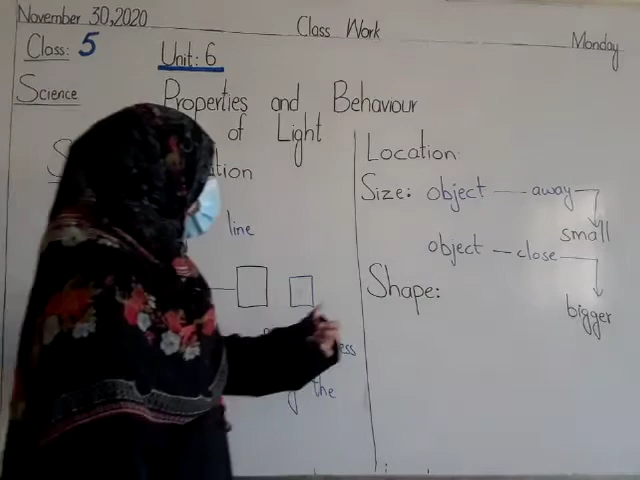 November 30,2020
Class Work
Monday
Class: 5
Unit: 6
Science
Properties and Behaviour
of Light
line
the
Location:
Size: object — away
small
object — close
bigger
Shape: